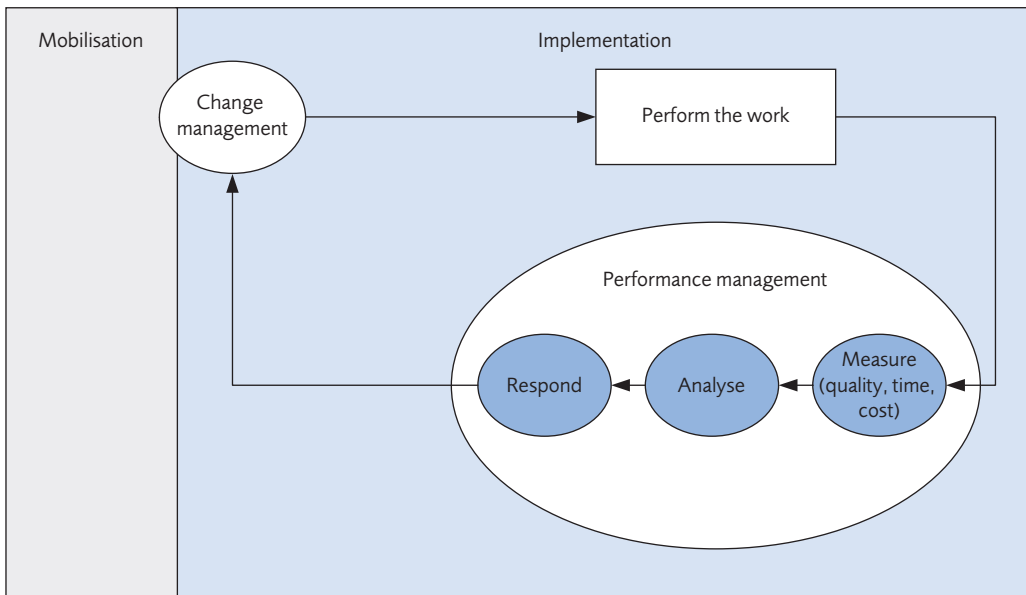 Mobilisation
Implementation
Change
management
Perform the work
Performance management
Respond
Analyse
Measure
(quality, time,
cost)